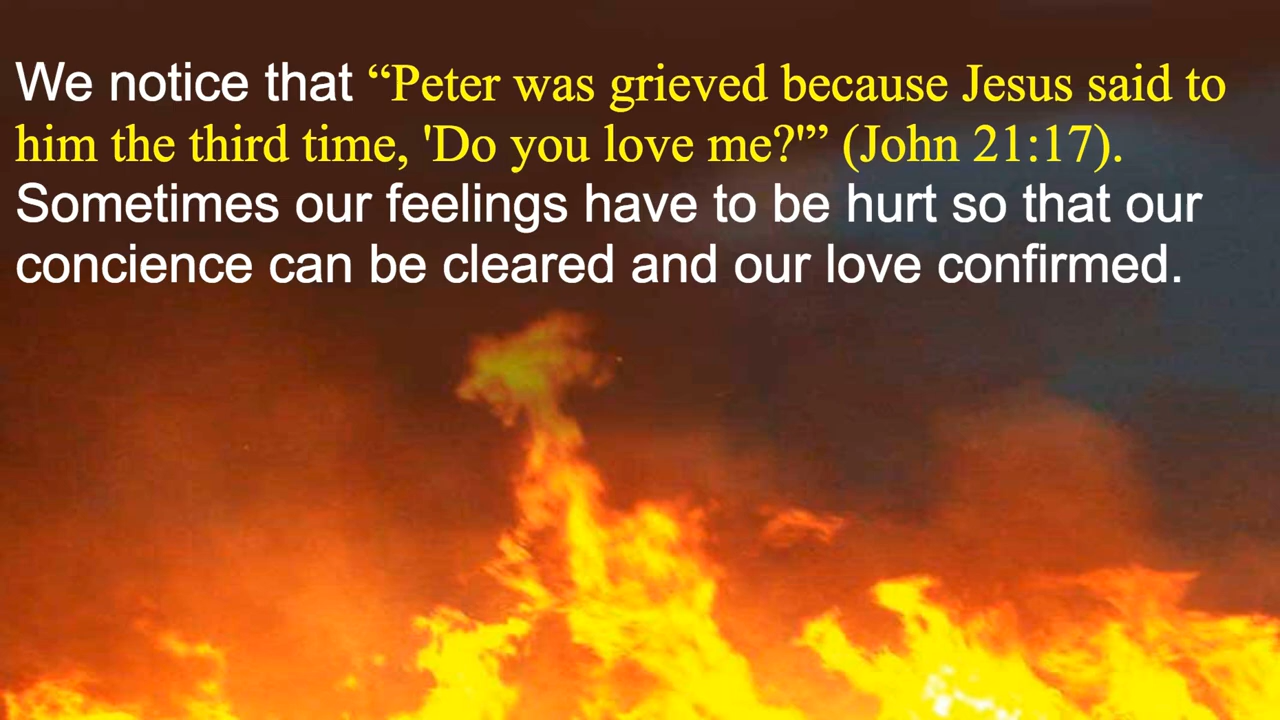 We notice that “Peter was grieved because Jesus said to
him the third time, 'Do you love me?'” (John 21:17).
Sometimes our feelings have to be hurt so that our
concience can be cleared and our love confirmed.